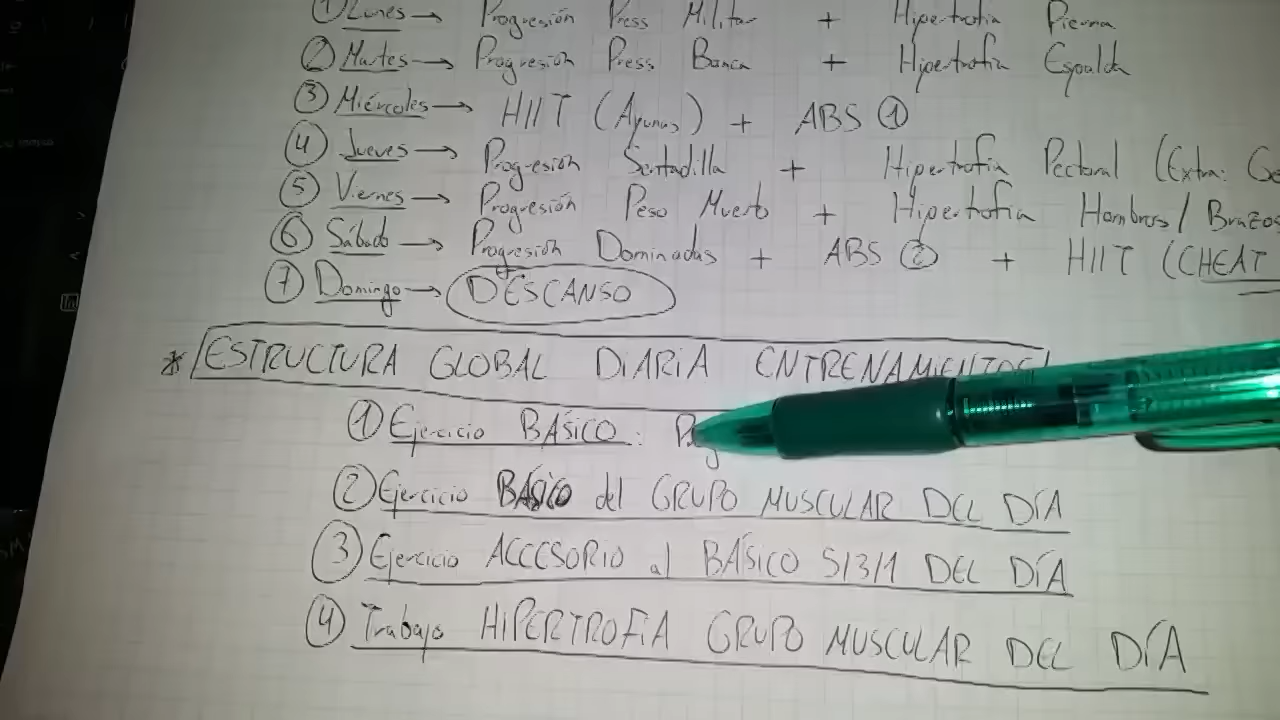 ① Lunes → Progresión Press Militar + Hipertrofia Pierna
② Martes → Progresión Press Banca + Hipertrofia Espalda
③ Miércoles → HIIT (Ayunas) + ABS ①
④ Jueves → Progresión Sentadilla + Hipertrofia Pectoral (Extra:
⑤ Viernes → Progresión Peso Muerto + Hipertrofia Hombros / Brazos
⑥ Sábado → Progresión Dominadas + ABS ② + HIIT (CHEAT
⑦ Domingo → DESCANSO
* ESTRUCTURA GLOBAL DIARIA ENTRENAMIENTOS
① Ejercicio BÁSICO:
② Ejercicio BÁSICO del GRUPO MUSCULAR DEL DÍA
③ Ejercicio ACCESORIO al BÁSICO 5/3/1 DEL DÍA
④ Trabajo HIPERTROFIA GRUPO MUSCULAR DEL DÍA